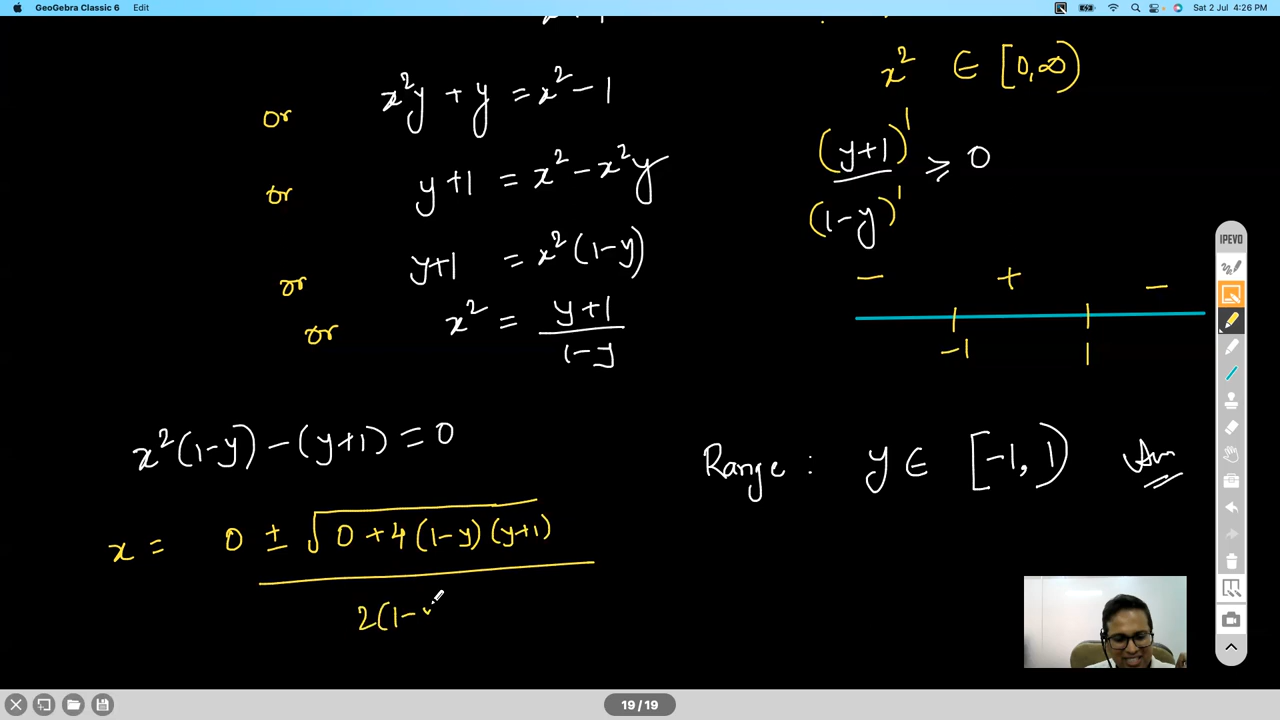 GeoGebra Classic 6 Edit
Sat 2 Jul 4:26 PM
or x²y + y = x² - 1
or y+1 = x² - x²y
or y+1 = x²(1-y)
or x² = y+1 / 1-y
x²(1-y) - (y+1) = 0
x = 0 ± √0 + 4(1-y)(y+1)
2(1-
x² ∈ [0,∞)
(y+1)¹ / (1-y)¹ ⩾ 0
- + -
-1 1
Range : y ∈ [-1, 1) Ans
IPEVO
19 / 19